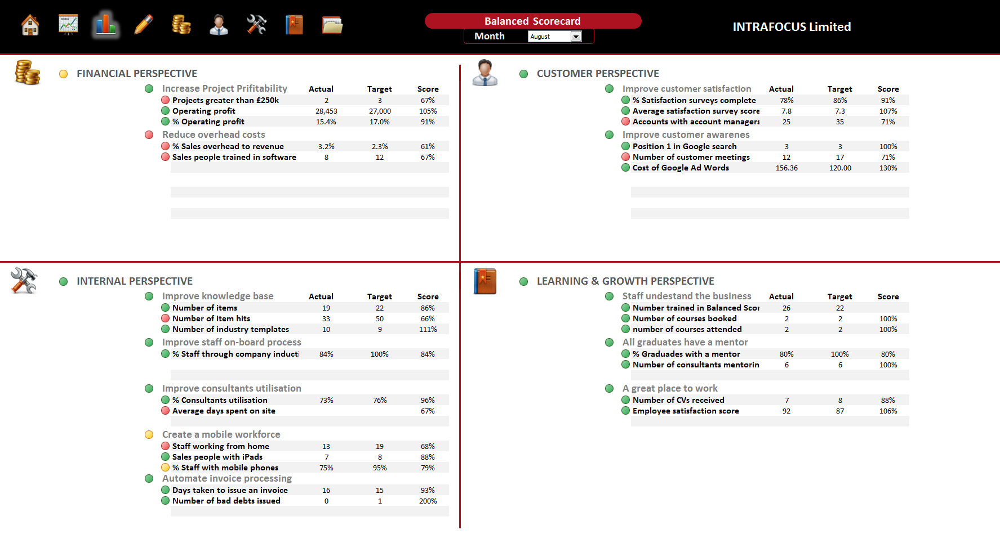 Balanced Scorecard
Month August
INTRAFOCUS Limited
FINANCIAL PERSPECTIVE
Increase Project Prifitability Actual Target Score
Projects greater than £250k 2 3 67%
Operating profit 28,453 27,000 105%
% Operating profit 15.4% 17.0% 91%
Reduce overhead costs
% Sales overhead to revenue 3.2% 2.3% 61%
Sales people trained in software 8 12 67%
CUSTOMER PERSPECTIVE
Improve customer satisfaction Actual Target Score
% Satisfaction surveys complete 78% 86% 91%
Average satisfaction survey score 7.8 7.3 107%
Accounts with account managers 25 35 71%
Improve customer awarenes
Position 1 in Google search 3 3 100%
Number of customer meetings 12 17 71%
Cost of Google Ad Words 156.36 120.00 130%
INTERNAL PERSPECTIVE
Improve knowledge base Actual Target Score
Number of items 19 22 86%
Number of item hits 33 50 66%
Number of industry templates 10 9 111%
Improve staff on-board process
% Staff through company inducti 84% 100% 84%
Improve consultants utilisation
% Consultants utilisation 73% 76% 96%
Average days spent on site 67%
Create a mobile workforce
Staff working from home 13 19 68%
Sales people with iPads 7 8 88%
% Staff with mobile phones 75% 95% 79%
Automate invoice processing
Days taken to issue an invoice 16 15 93%
Number of bad debts issued 0 1 200%
LEARNING & GROWTH PERSPECTIVE
Staff undestand the business Actual Target Score
Number trained in Balanced Scor 26 22
Number of courses booked 2 2 100%
number of courses attended 2 2 100%
All graduates have a mentor
% Graduades with a mentor 80% 100% 80%
Number of consultants mentorin 6 6 100%
A great place to work
Number of CVs received 7 8 88%
Employee satisfaction score 92 87 106%